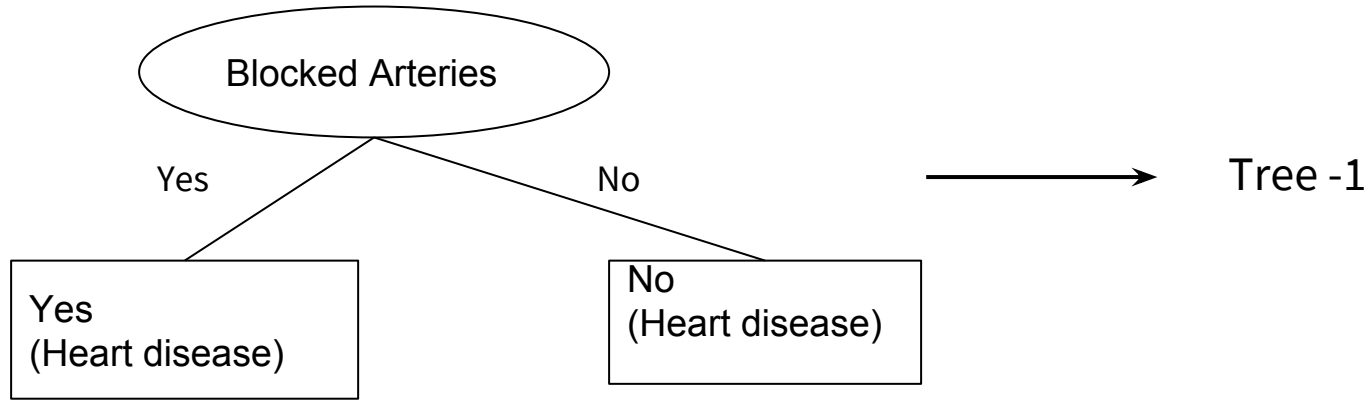 Blocked Arteries
Yes
No
Tree -1
Yes
(Heart disease)
No
(Heart disease)